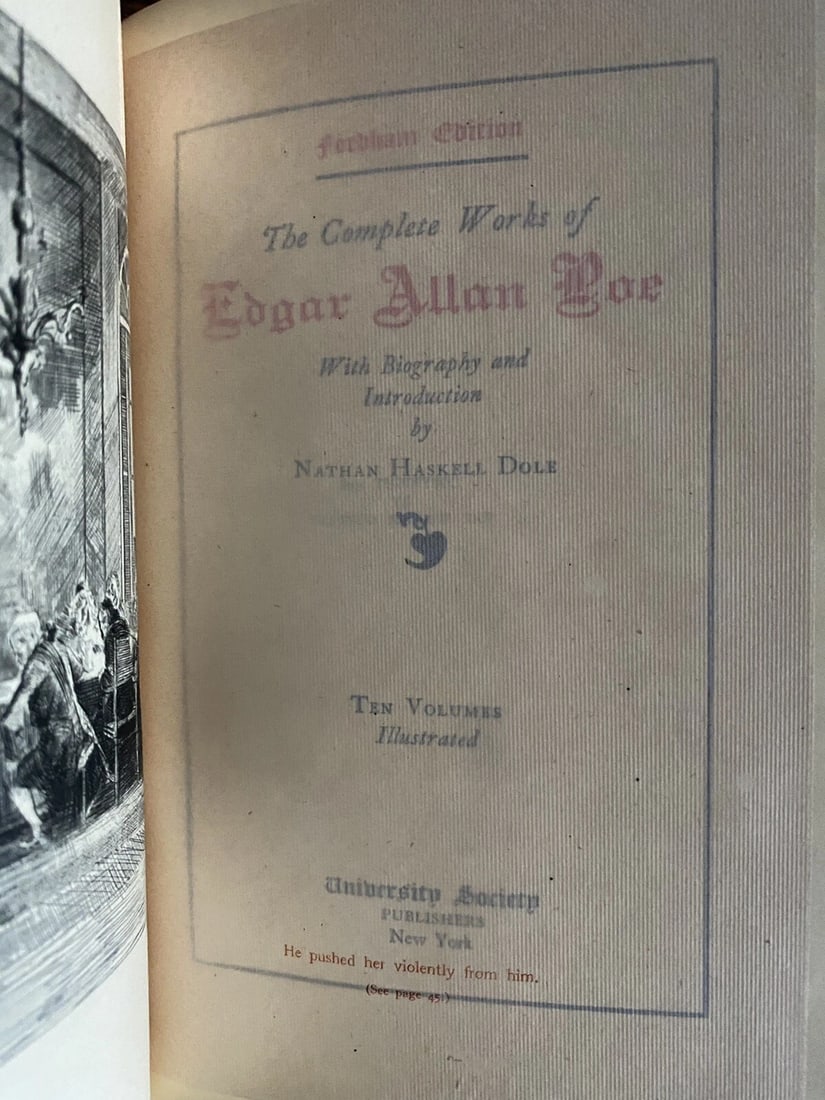 Fordham Edition
The Complete Works of
Edgar Allan Poe
With Biography and
Introduction
by
NATHAN HASKELL DOLE
TEN VOLUMES
Illustrated
University Society
PUBLISHERS
New York
He pushed her violently from him.
(See page 45.)